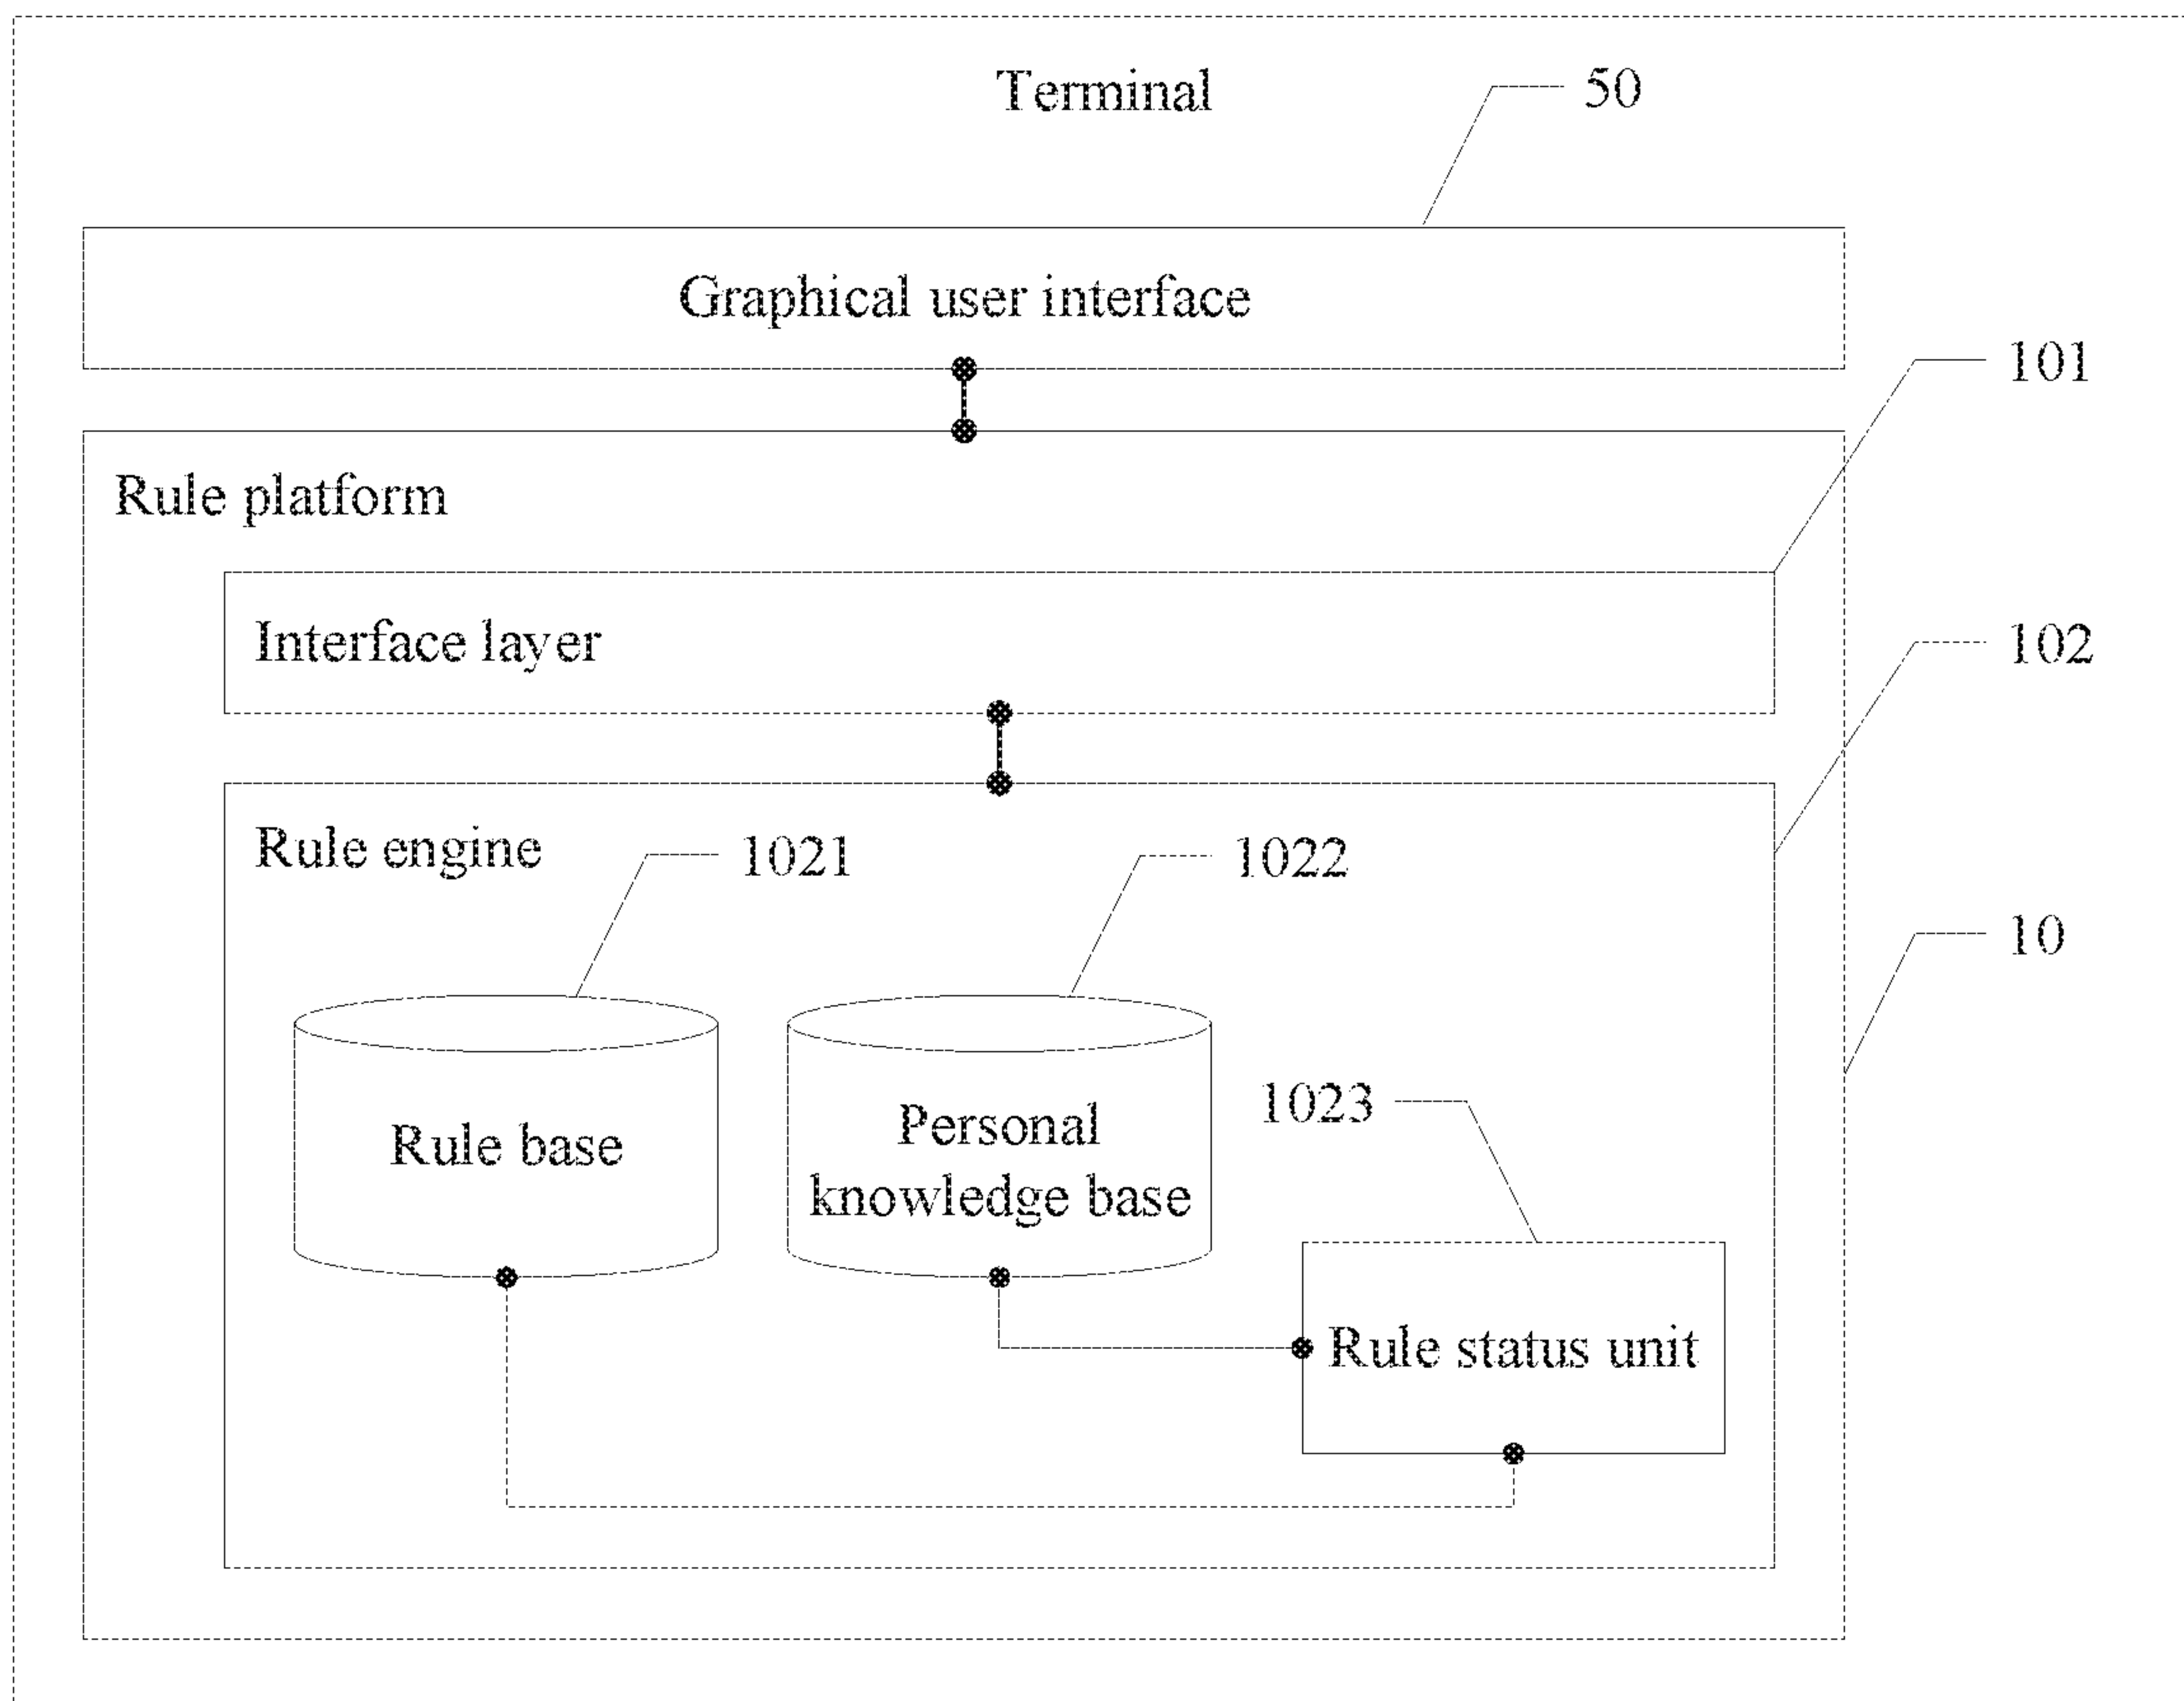 Terminal
50
Graphical user interface
101
Rule platform
Interface layer
102
Rule engine
1021
1022
10
1023
Rule base
Personal
knowledge base
Rule status unit